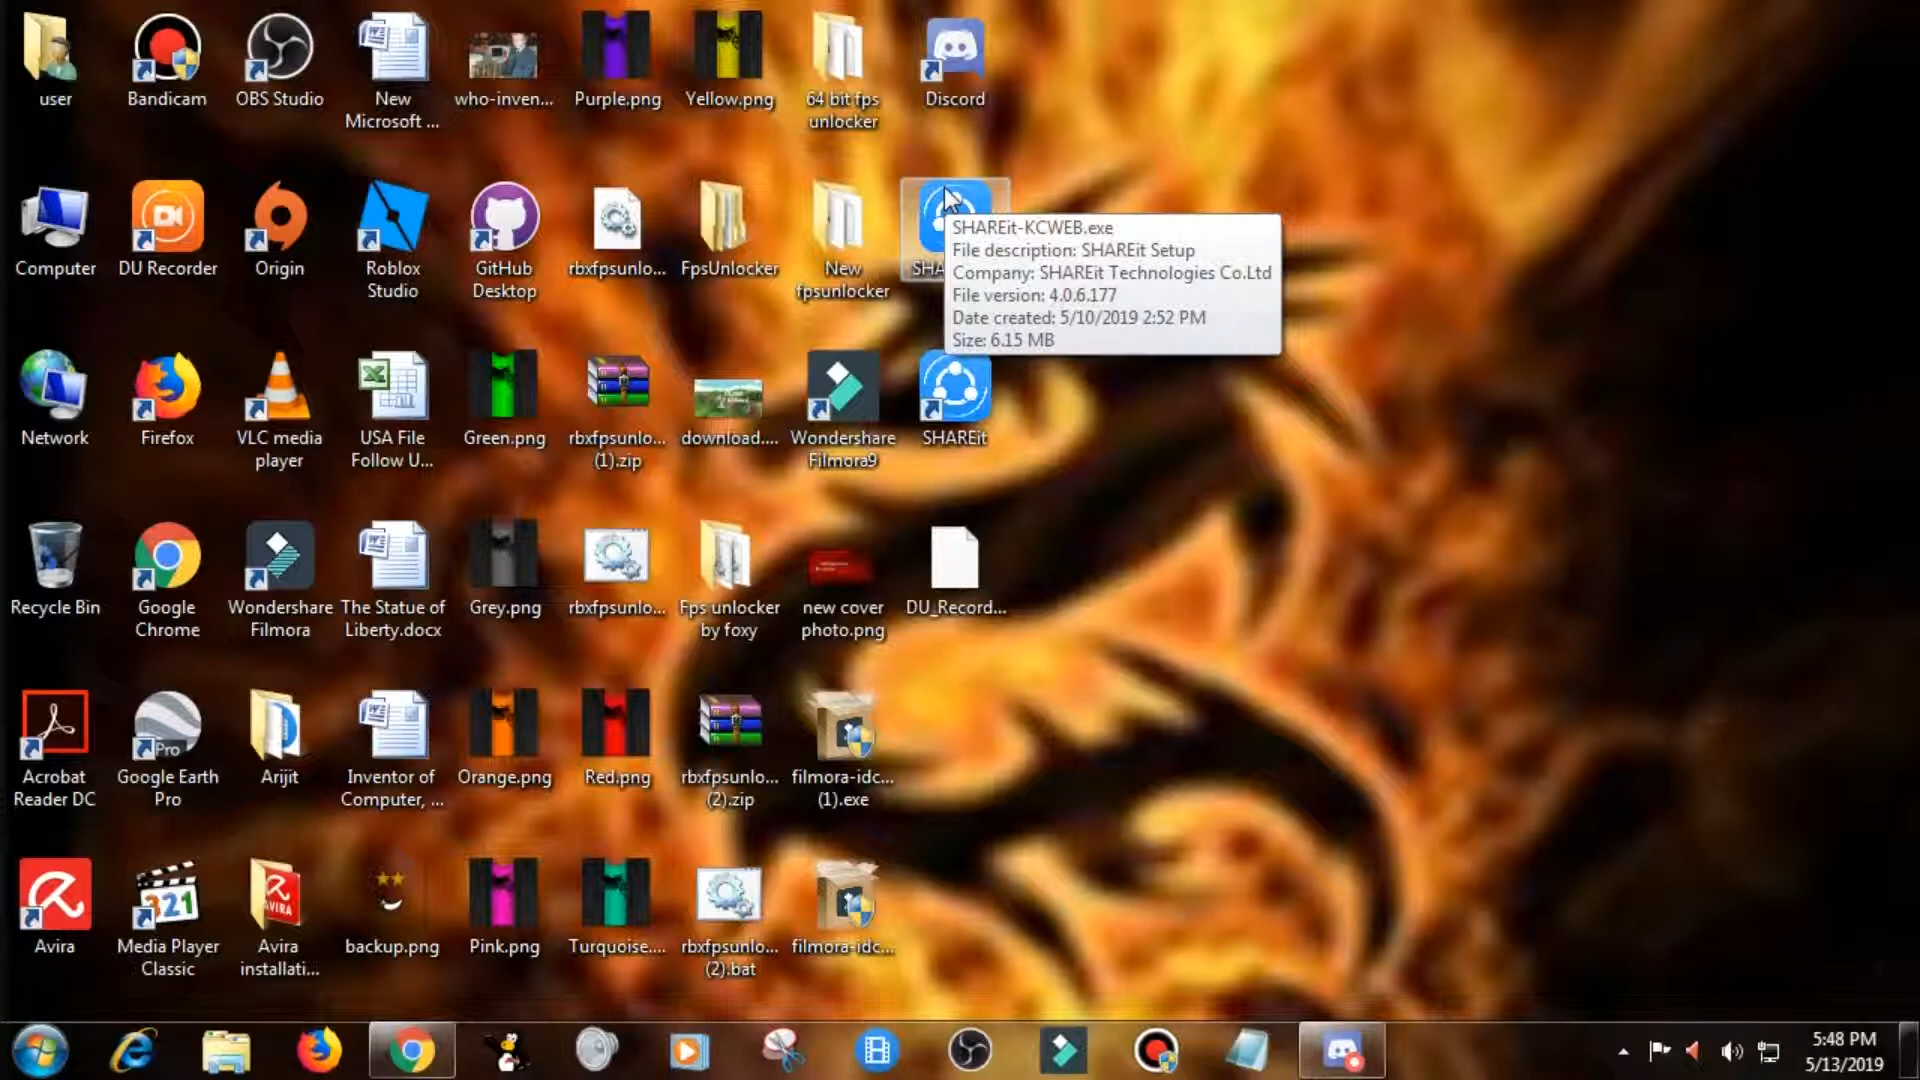 user
Bandicam
OBS Studio
New
Microsoft ...
who-inven...
Purple.png
Yellow.png
64 bit fps
unlocker
Discord
Computer
DU Recorder
Origin
Roblox
Studio
GitHub
Desktop
rbxfpsunlo...
FpsUnlocker
New
fpsunlocker
SHA
SHAREit-KCWEB.exe
File description: SHAREit Setup
Company: SHAREit Technologies Co.Ltd
File version: 4.0.6.177
Date created: 5/10/2019 2:52 PM
Size: 6.15 MB
Network
Firefox
VLC media
player
USA File
Follow U...
Green.png
rbxfpsunlo...
(1).zip
download....
Wondershare
Filmora9
SHAREit
Recycle Bin
Google
Chrome
Wondershare
Filmora
The Statue of
Liberty.docx
Grey.png
rbxfpsunlo...
Fps unlocker
by foxy
new cover
photo.png
DU_Record...
Acrobat
Reader DC
Pro
Google Earth
Pro
Arijit
Inventor of
Computer, ...
Orange.png
Red.png
rbxfpsunlo...
(2).zip
filmora-idc...
(1).exe
Avira
321
Media Player
Classic
AVIRA
Avira
installati...
backup.png
Pink.png
Turquoise....
rbxfpsunlo...
(2).bat
filmora-idc...
5:48 PM
5/13/2019